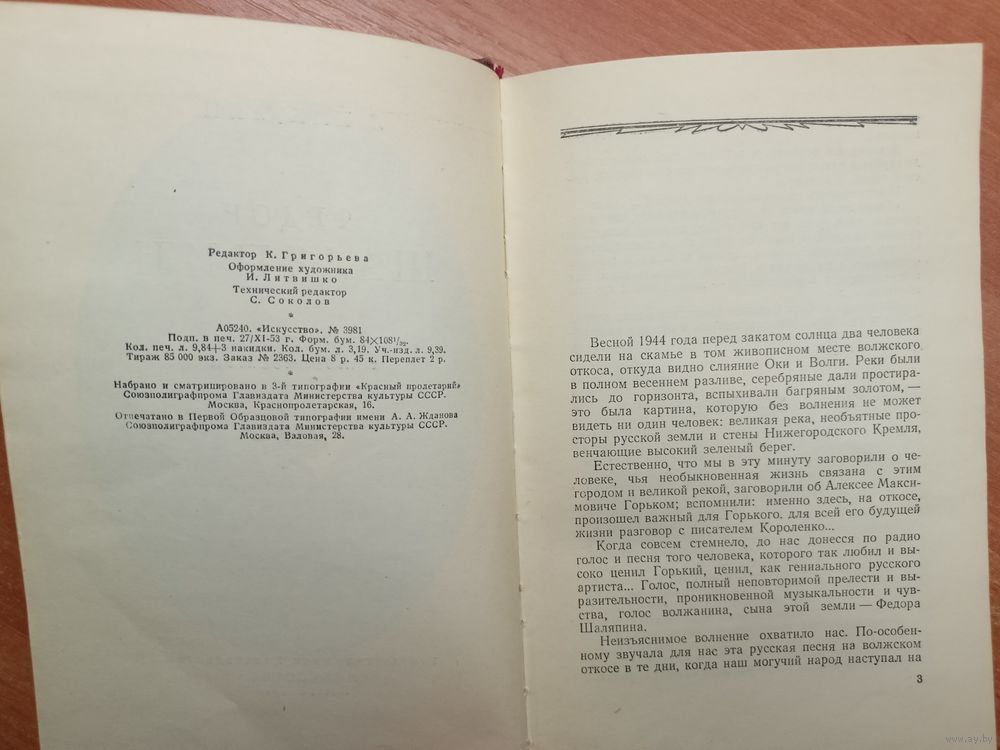 Редактор К. Григорьева
Оформление художника
И. Литвишко
Технический редактор
С. Соколов
*
А05240. «Искусство». № 3981
Подп. в печ. 27/XI-53 г. Форм. бум. 84×108¹/₃₂.
Кол. печ. л. 9,84+3 накидки. Кол. бум. л. 3,19. Уч.-изд. л. 9,39.
Тираж 85 000 экз. Заказ № 2363. Цена 8 р. 45 к. Переплет 2 р.
*
Набрано и сматрицировано в 3-й типографии «Красный пролетарий»
Союзполиграфпрома Главиздата Министерства культуры СССР.
Москва, Краснопролетарская, 16.
Отпечатано в Первой Образцовой типографии имени А. А. Жданова
Союзполиграфпрома Главиздата Министерства культуры СССР.
Москва, Валовая, 28.
Весной 1944 года перед закатом солнца два человека
сидели на скамье в том живописном месте волжского
откоса, откуда видно слияние Оки и Волги. Реки были
в полном весеннем разливе, серебряные дали простира-
лись до горизонта, вспыхивали багряным золотом, —
это была картина, которую без волнения не может
видеть ни один человек: великая река, необъятные про-
сторы русской земли и стены Нижегородского Кремля,
венчающие высокий зеленый берег.
Естественно, что мы в эту минуту заговорили о че-
ловеке, чья необыкновенная жизнь связана с этим
городом и великой рекой, заговорили об Алексее Макси-
мовиче Горьком; вспомнили: именно здесь, на откосе,
произошел важный для Горького. для всей его будущей
жизни разговор с писателем Короленко...
Когда совсем стемнело, до нас донесся по радио
голос и песня того человека, которого так любил и вы-
соко ценил Горький, ценил, как гениального русского
артиста... Голос, полный неповторимой прелести и вы-
разительности, проникновенной музыкальности и чув-
ства, голос волжанина, сына этой земли — Федора
Шаляпина.
Неизъяснимое волнение охватило нас. По-особен-
ному звучала для нас эта русская песня на волжском
откосе в те дни, когда наш могучий народ наступал на
3
www.ay.by